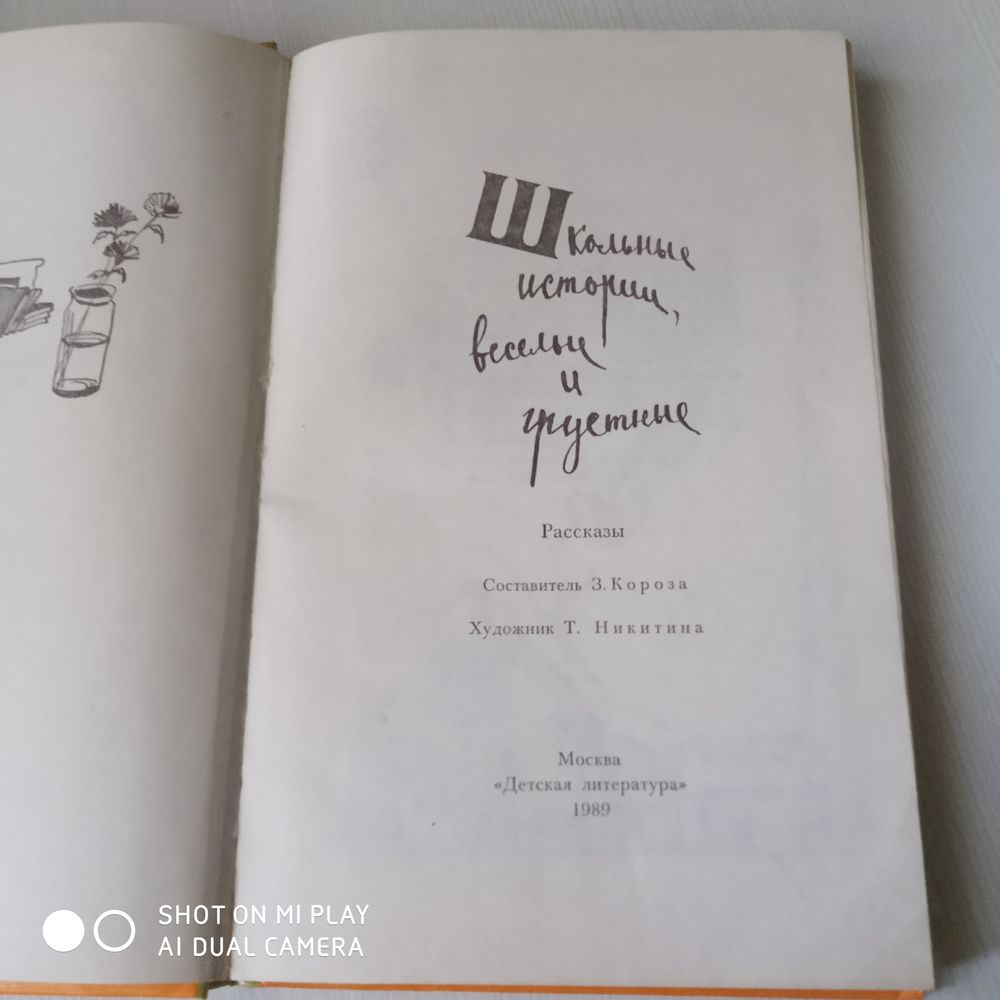 Школьные
истории,
веселые
и
грустные
Рассказы
Составитель З. Короза
Художник Т. Никитина
Москва
«Детская литература»
1989
SHOT ON MI PLAY
AI DUAL CAMERA